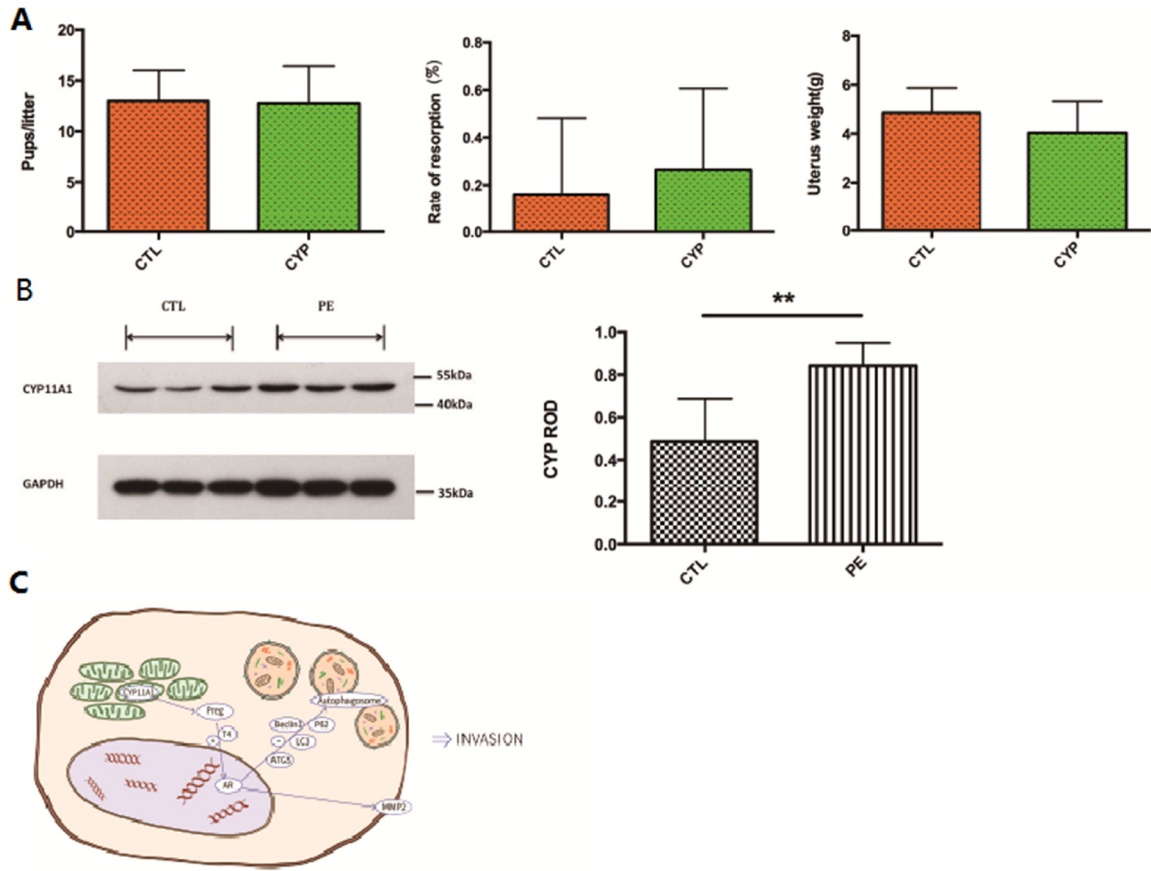 A
Pups/litter
20
15
10
5
0
CTL
CYP
Rate of resorption (%)
0.8
0.6
0.4
0.2
0.0
CTL
CYP
Uterus weight(g)
8
6
4
2
0
CTL
CYP
B
CTL
PE
CYP11A1
55kDa
40kDa
GAPDH
35kDa
**
CYP ROD
1.0
0.8
0.6
0.4
0.2
0.0
CTL
PE
C
CYP11A1
Preg
T4
+
AR
Beclin1
P62
-
LC3
ATG5
Autophagosome
MMP2
⇒ INVASION